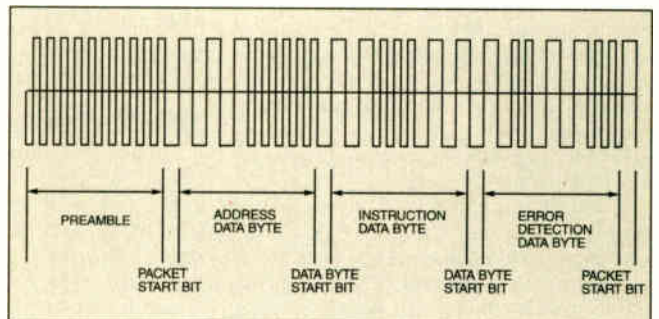 PREAMBLE
ADDRESS
DATA BYTE
INSTRUCTION
DATA BYTE
ERROR
DETECTION
DATA BYTE
PACKET
START BIT
DATA BYTE
START BIT
DATA BYTE
START BIT
PACKET
START BIT